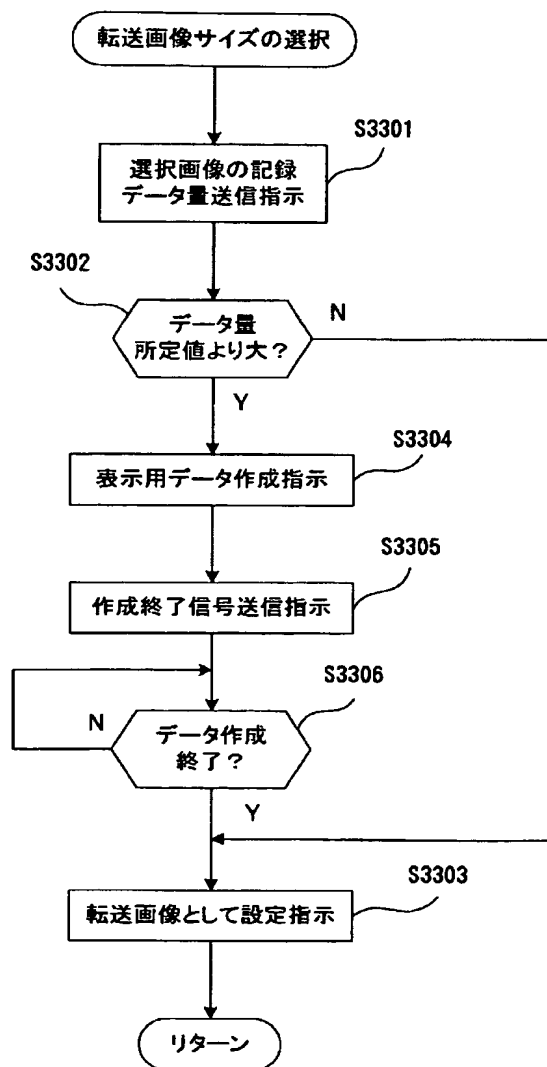 転送画像サイズの選択
S3301
選択画像の記録
データ量送信指示
S3302
データ量
所定値より大？
N
Y
S3304
表示用データ作成指示
S3305
作成終了信号送信指示
S3306
N
データ作成
終了？
Y
S3303
転送画像として設定指示
リターン